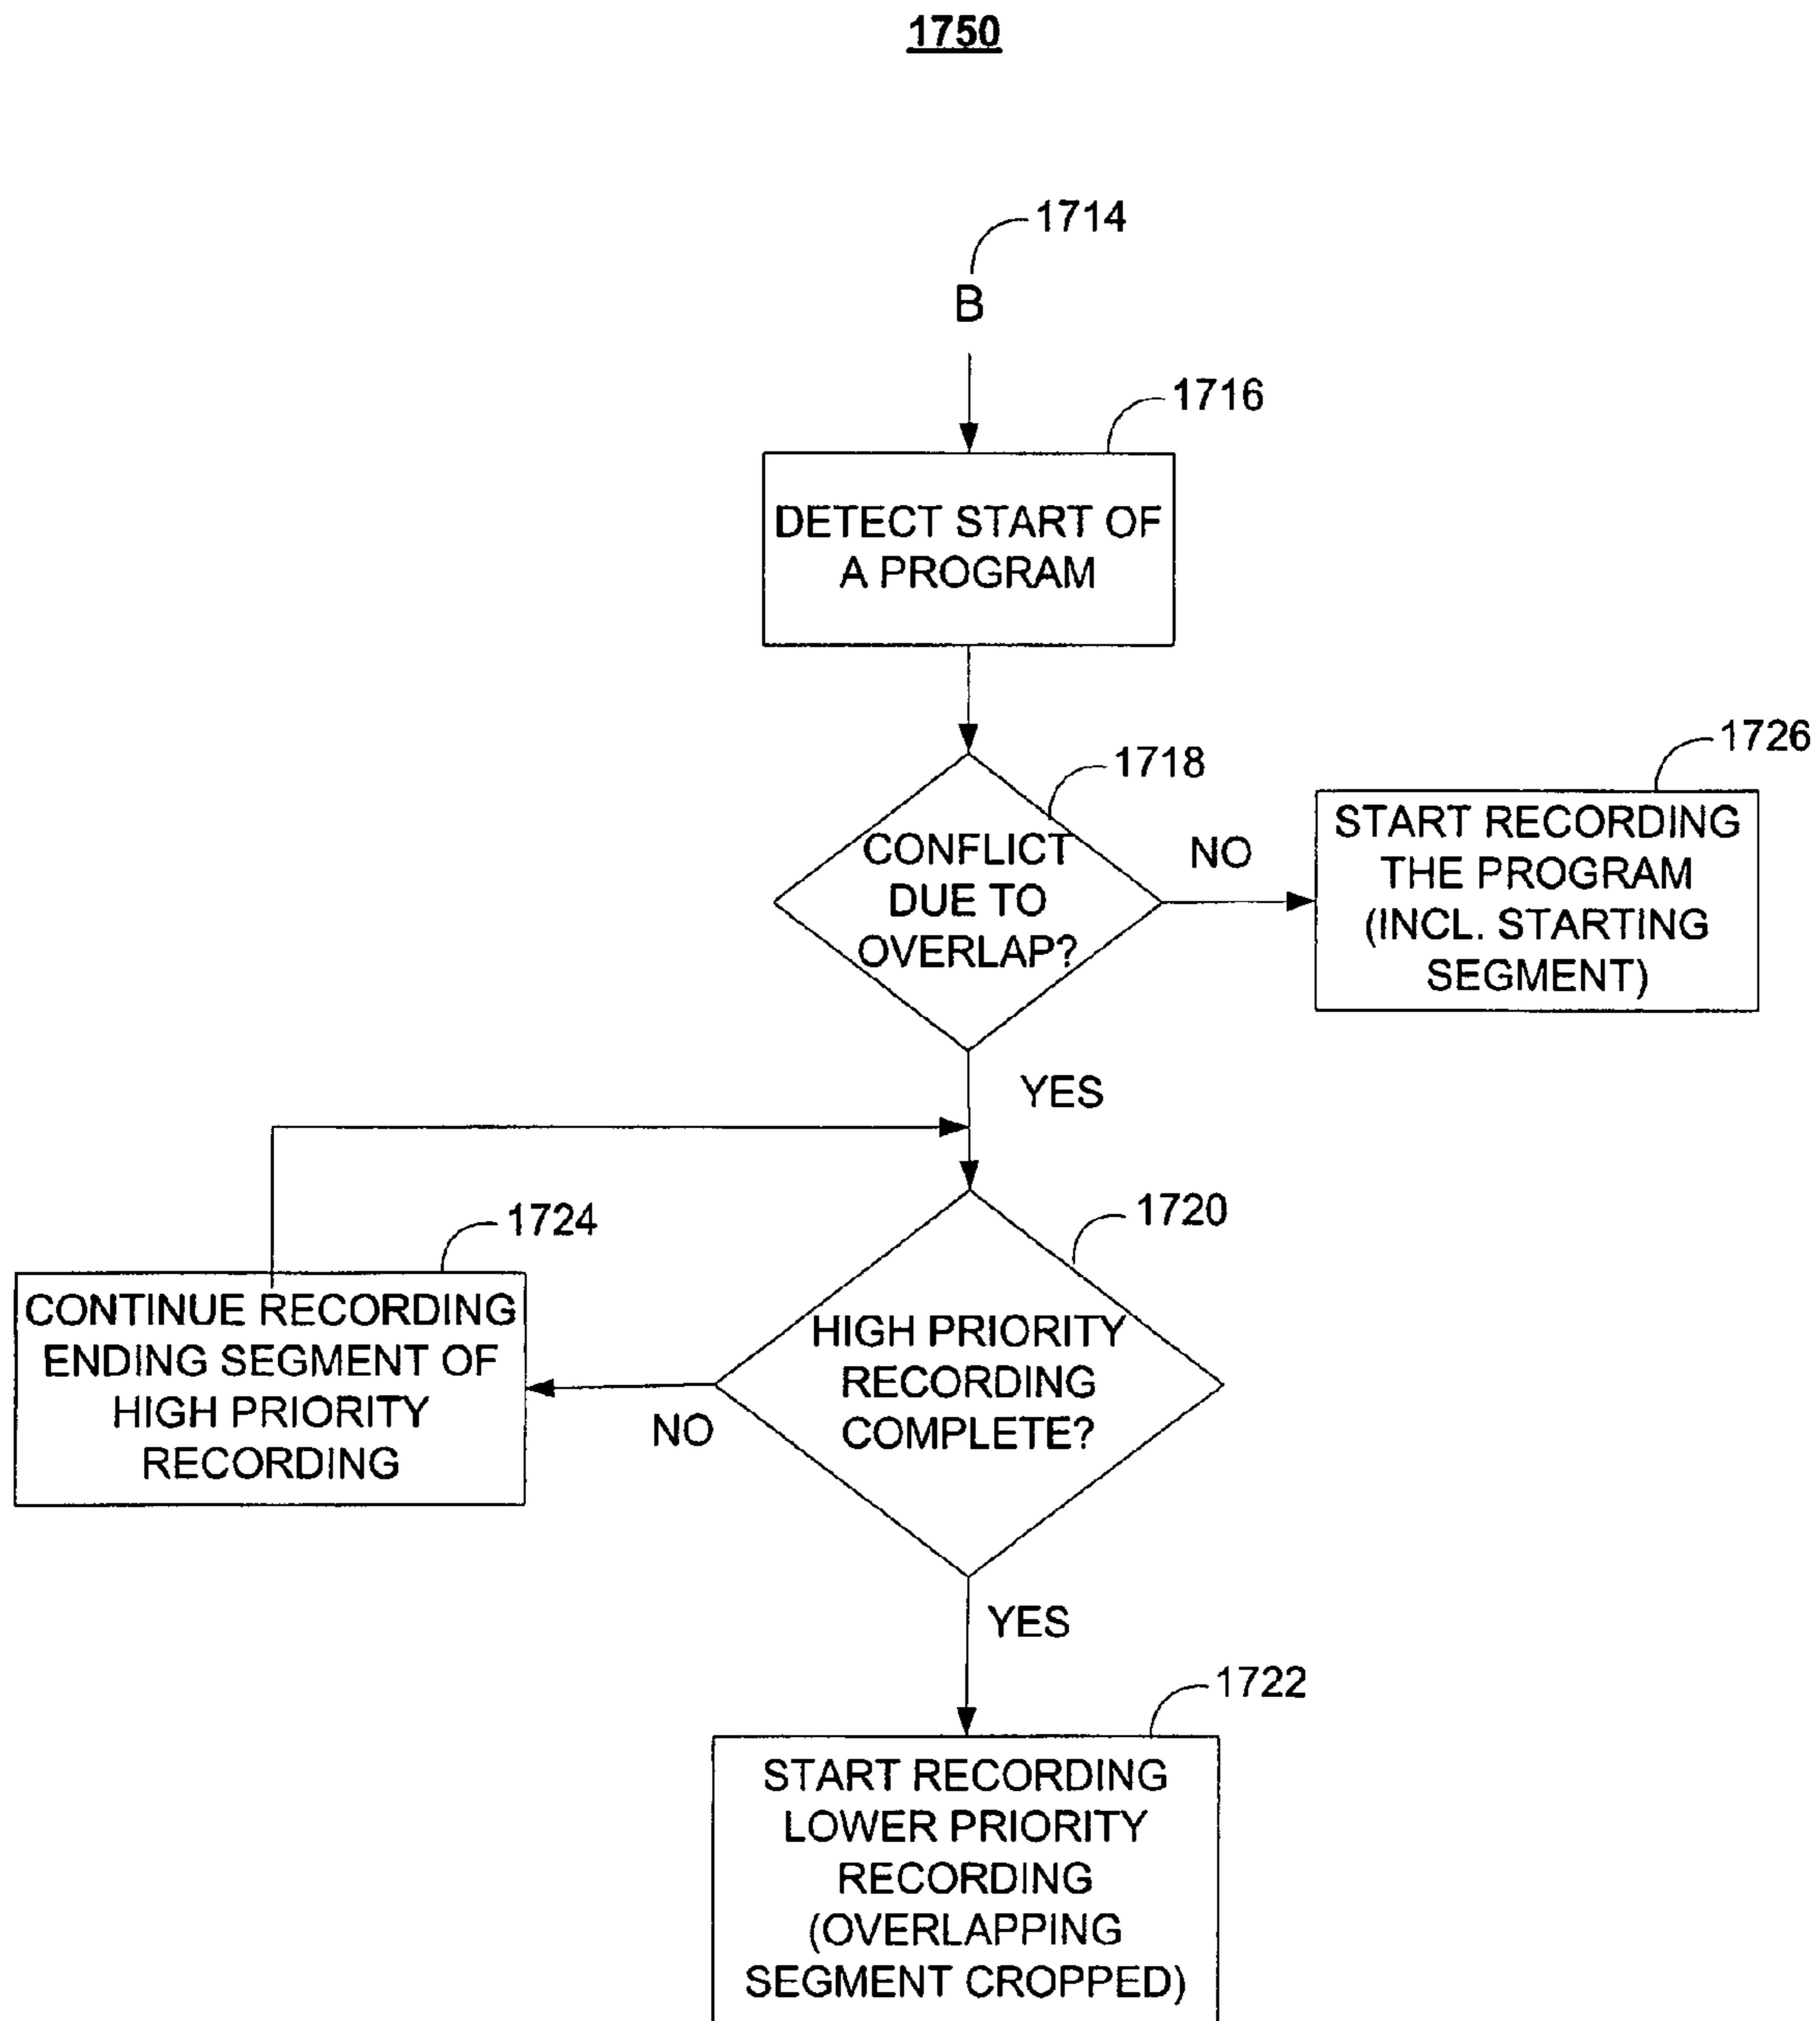 1750
1714
B
1716
DETECT START OF
A PROGRAM
1718
CONFLICT
DUE TO
OVERLAP?
NO
1726
START RECORDING
THE PROGRAM
(INCL. STARTING
SEGMENT)
YES
1724
CONTINUE RECORDING
ENDING SEGMENT OF
HIGH PRIORITY
RECORDING
NO
1720
HIGH PRIORITY
RECORDING
COMPLETE?
YES
1722
START RECORDING
LOWER PRIORITY
RECORDING
(OVERLAPPING
SEGMENT CROPPED)